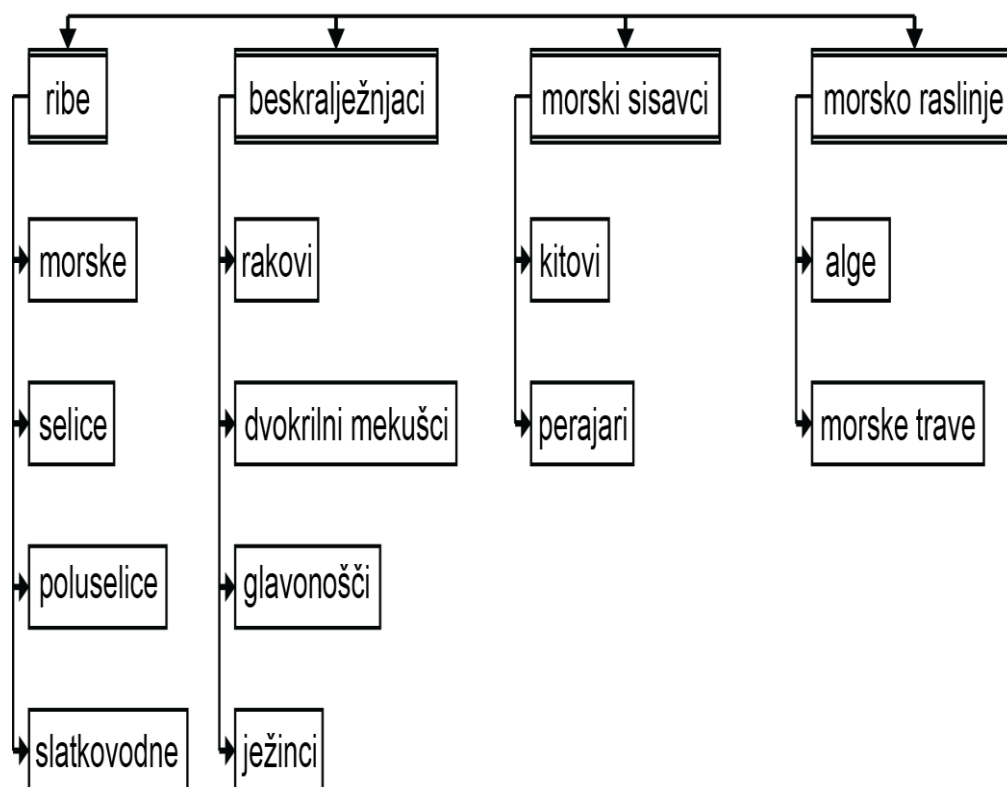 ribe
beskralježnjaci
morski sisavci
morsko raslinje
morske
rakovi
kitovi
alge
selice
dvokrilni mekušci
perajari
morske trave
poluselice
glavonošči
slatkovodne
ježinci